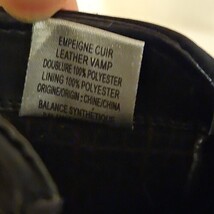 EMPEIGNE CUIR
LEATHER VAMP
DOUBLURE 100% POLYESTER
LINING 100% POLYESTER
ORIGINE/ORIGIN : CHINE/CHINA
BALANCE SYNTHÉTIQUE